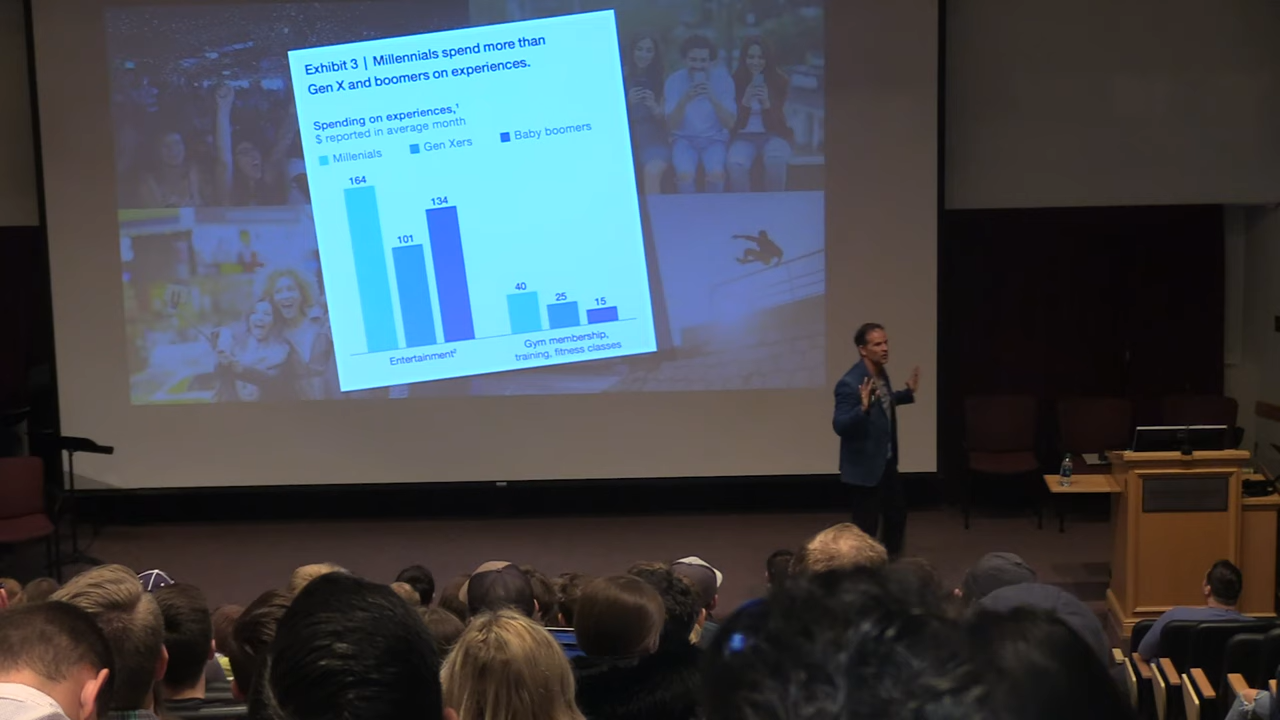 Exhibit 3 | Millennials spend more than
Gen X and boomers on experiences.
Spending on experiences,¹
$ reported in average month
Millenials
Gen Xers
Baby boomers
164
101
134
40
25
15
Entertainment²
Gym membership,
training, fitness classes